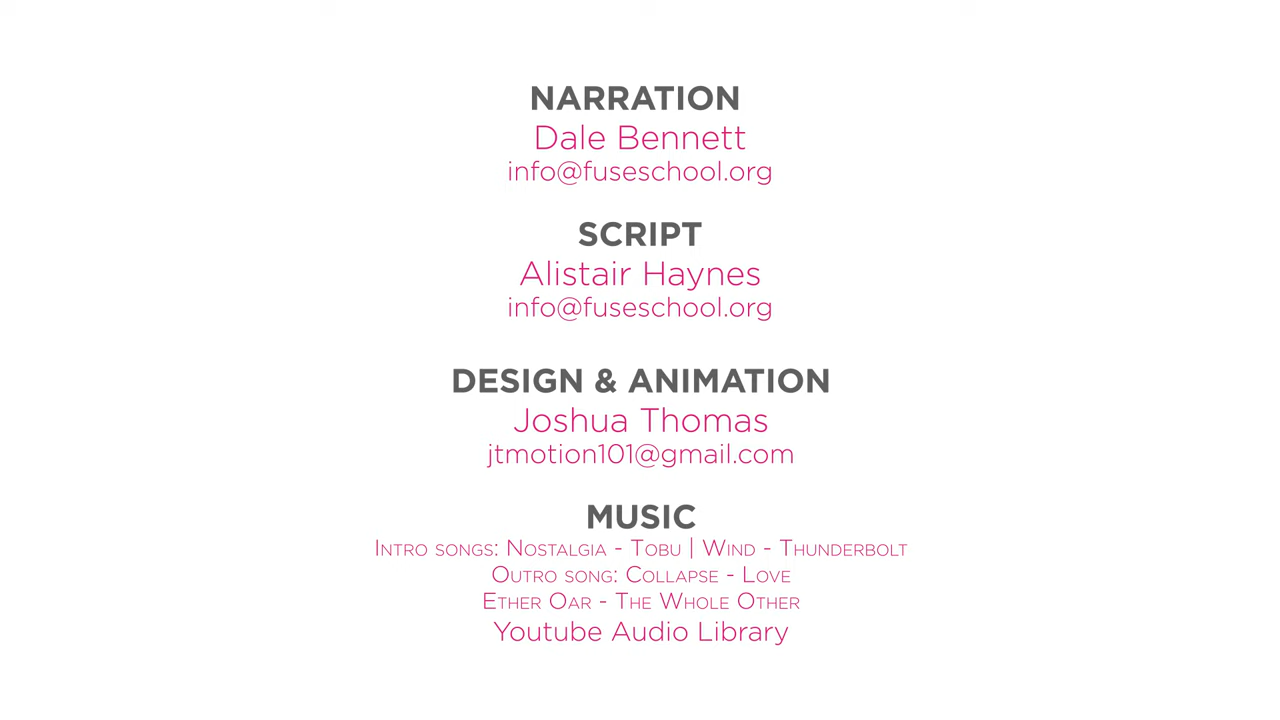 NARRATION
Dale Bennett
info@fuseschool.org
SCRIPT
Alistair Haynes
info@fuseschool.org
DESIGN & ANIMATION
Joshua Thomas
jtmotion101@gmail.com
MUSIC
Intro songs: Nostalgia - Tobu | Wind - Thunderbolt
Outro song: Collapse - Love
Ether Oar - The Whole Other
Youtube Audio Library